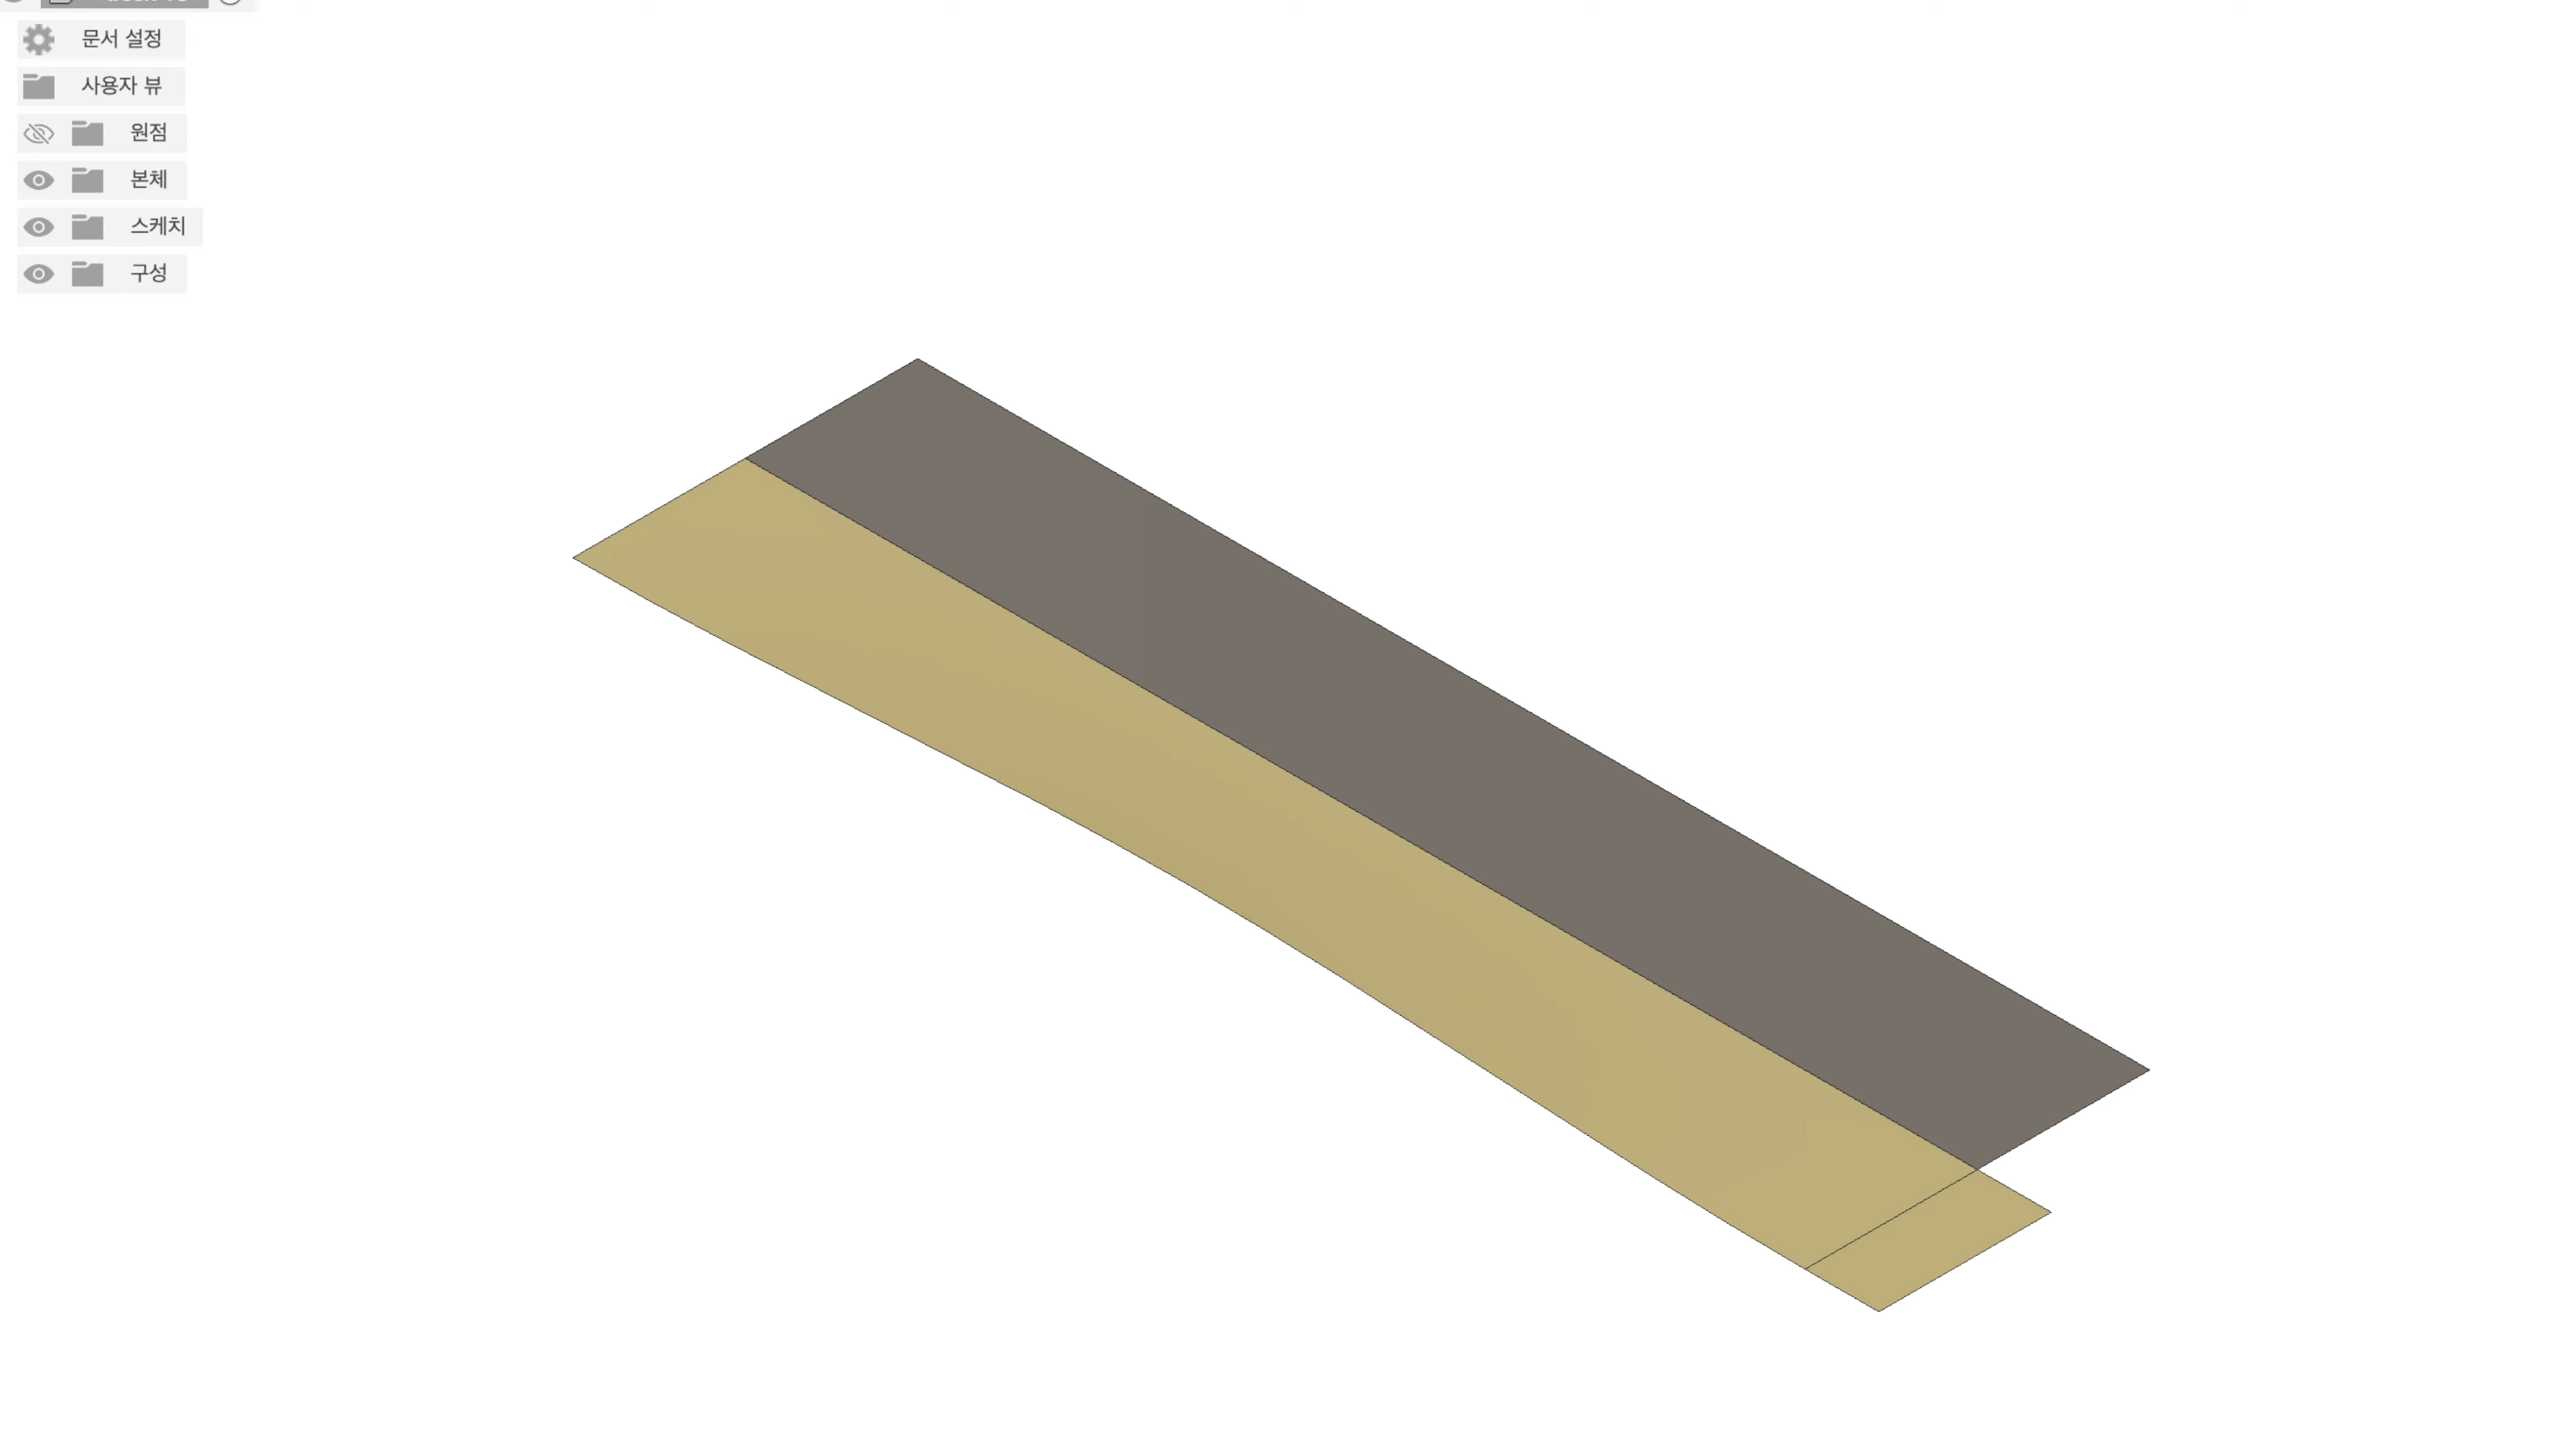 문서 설정
사용자 뷰
원점
본체
스케치
구성